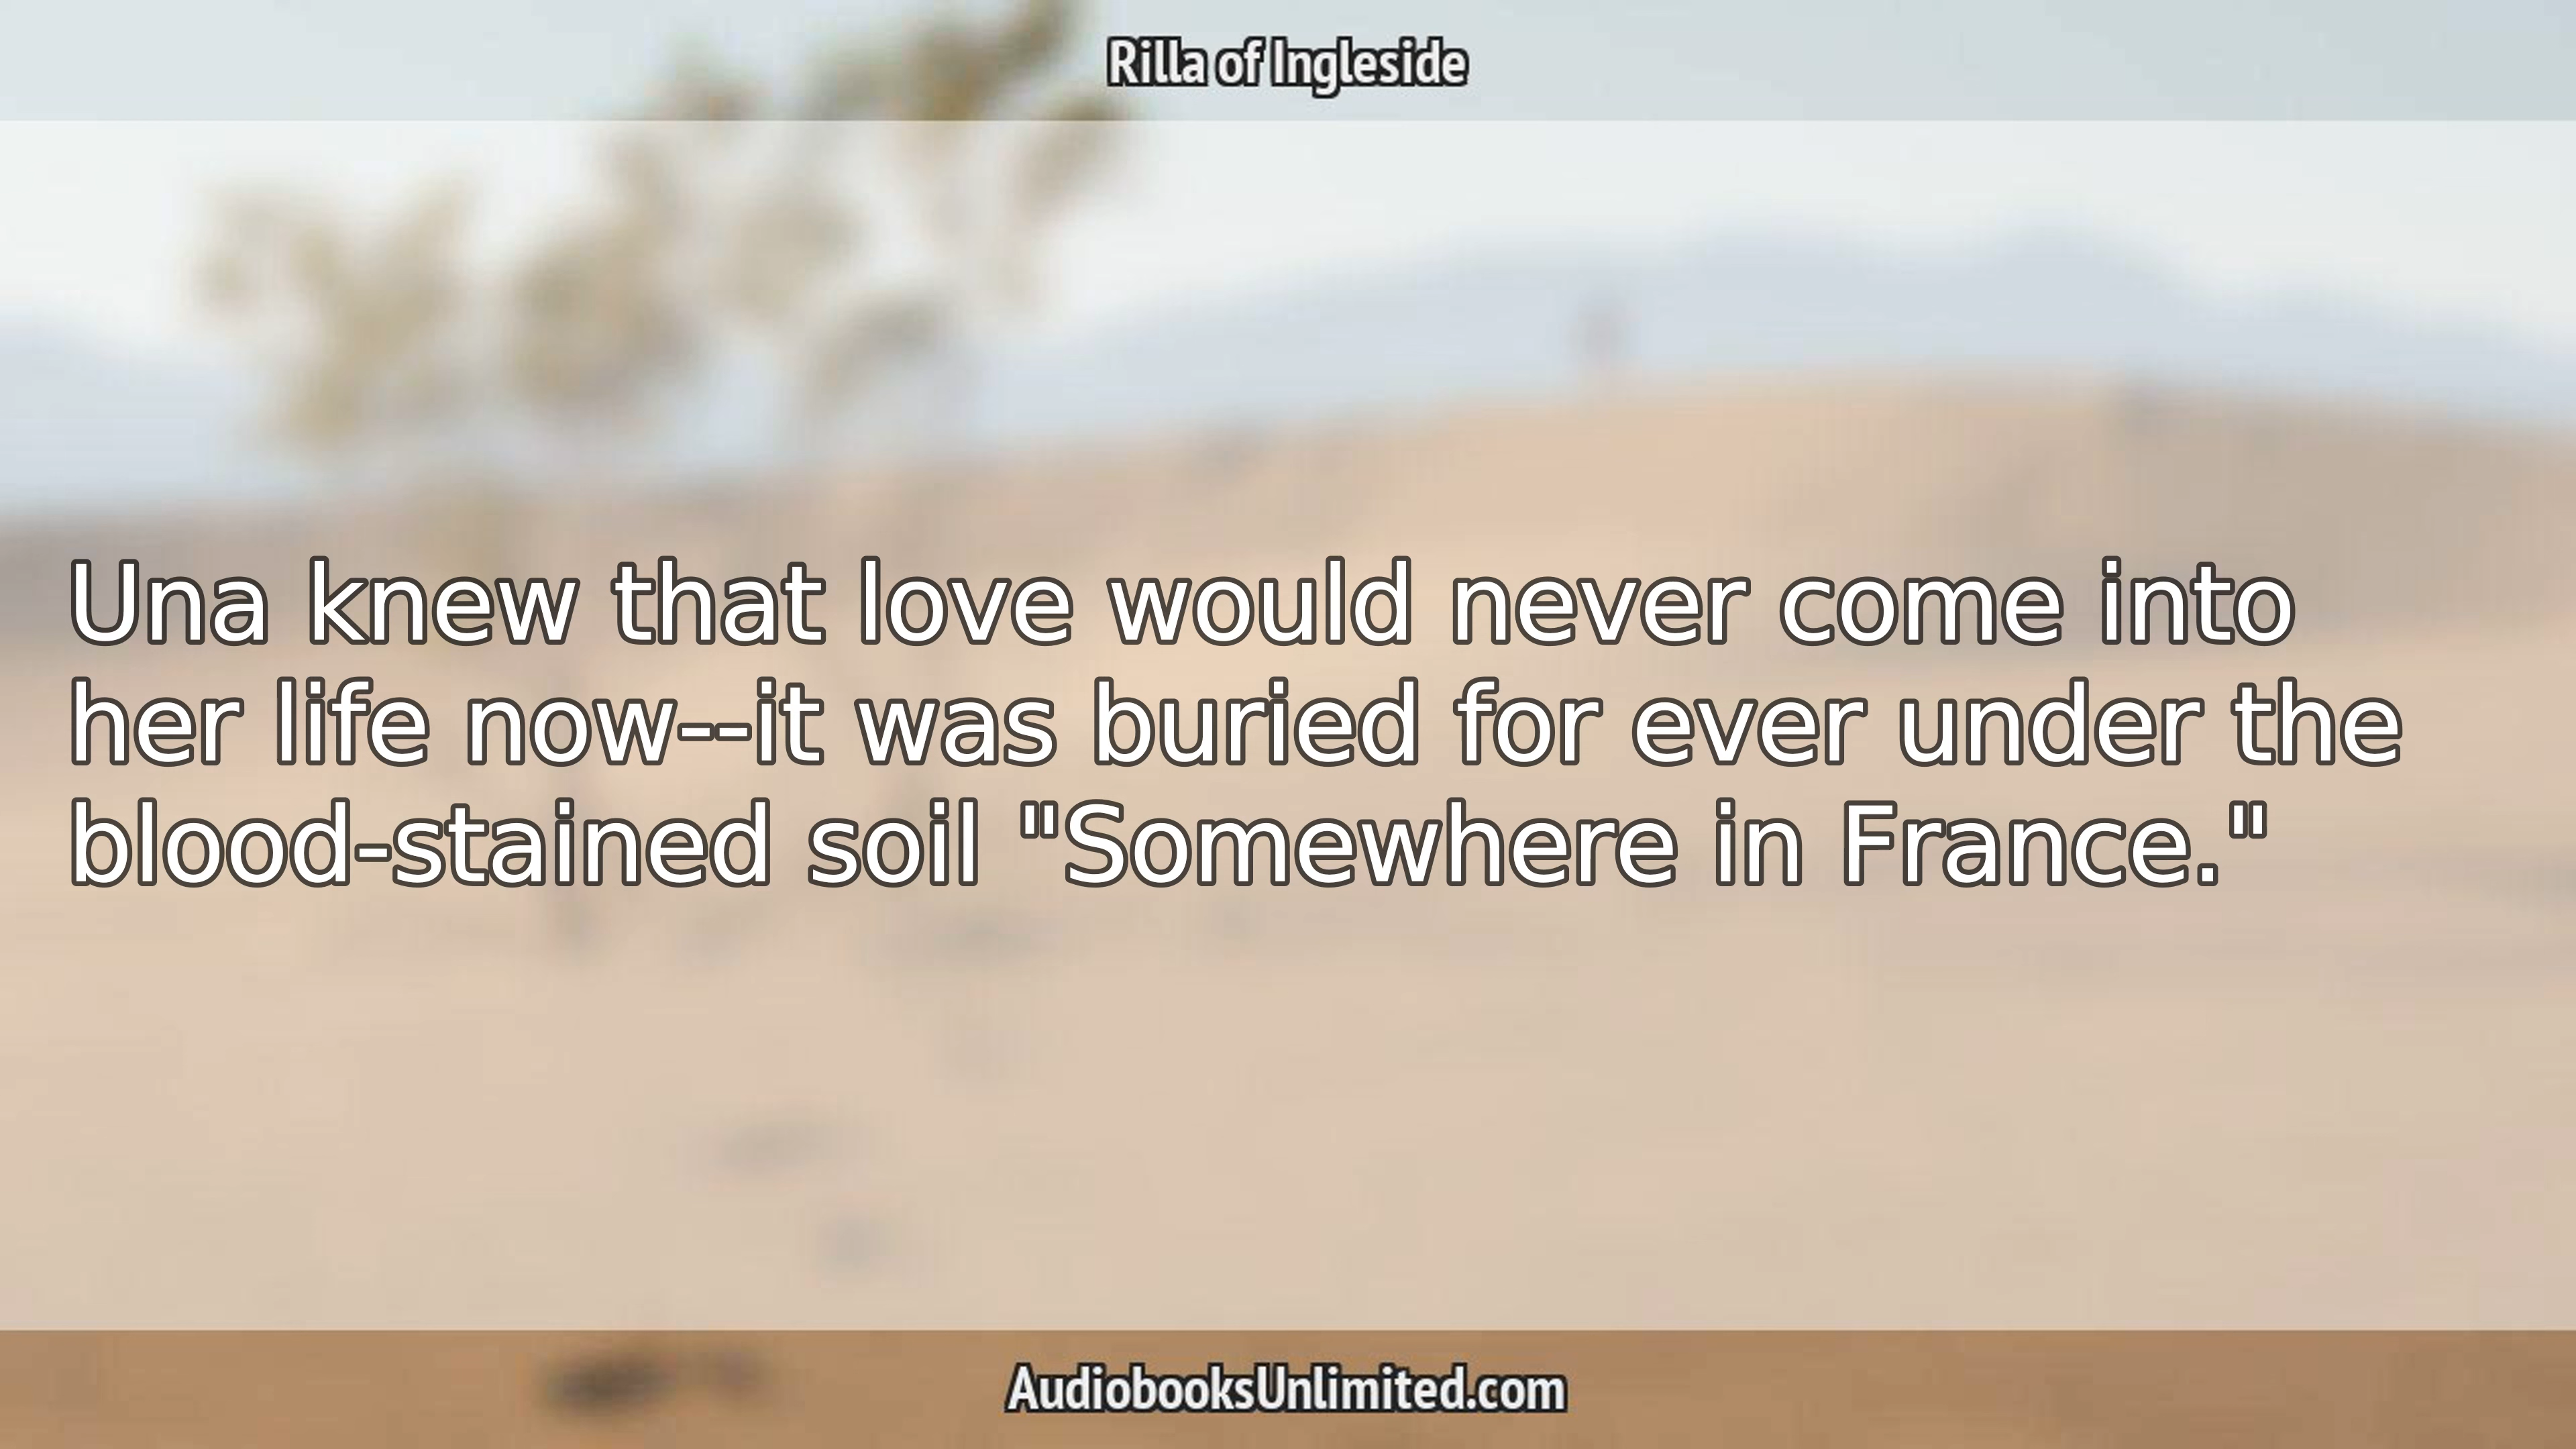 Rilla of Ingleside
Una knew that love would never come into
her life now--it was buried for ever under the
blood-stained soil "Somewhere in France."
AudiobooksUnlimited.com